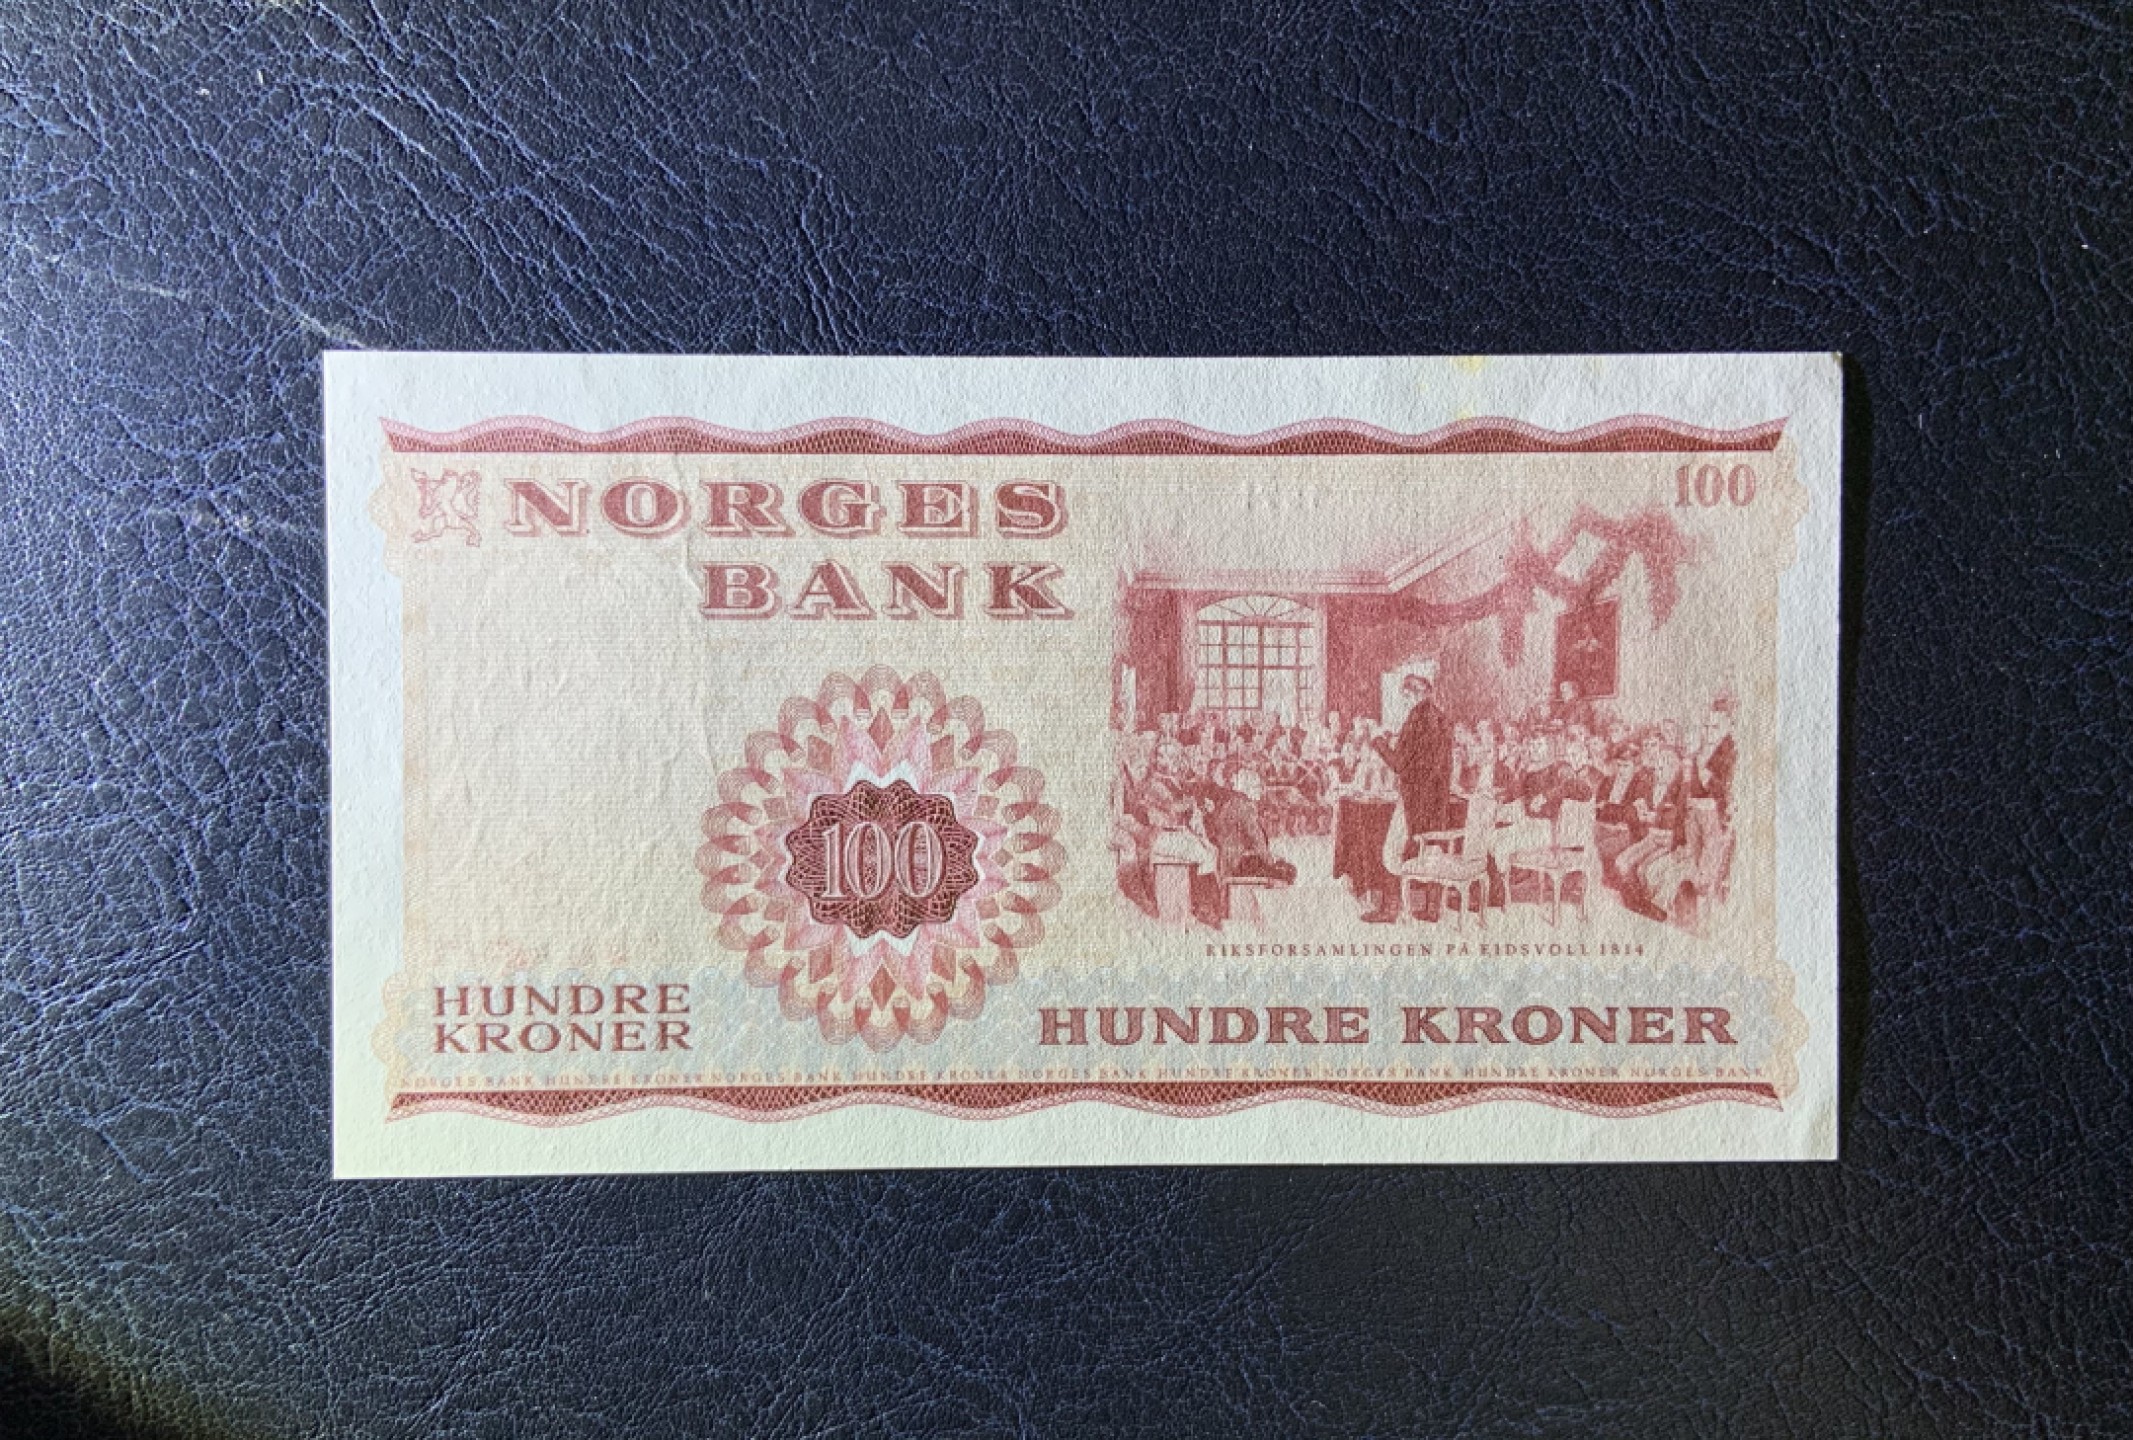 NORGES
BANK
100
100
RIKSFORSAMLINGEN PÅ EIDSVOLL 1814
HUNDRE
KRONER
HUNDRE KRONER
NORGES BANK HUNDRE KRONER NORGES BANK HUNDRE KRONER NORGES BANK HUNDRE KRONER NORGES BANK HUNDRE KRONER NORGES BANK